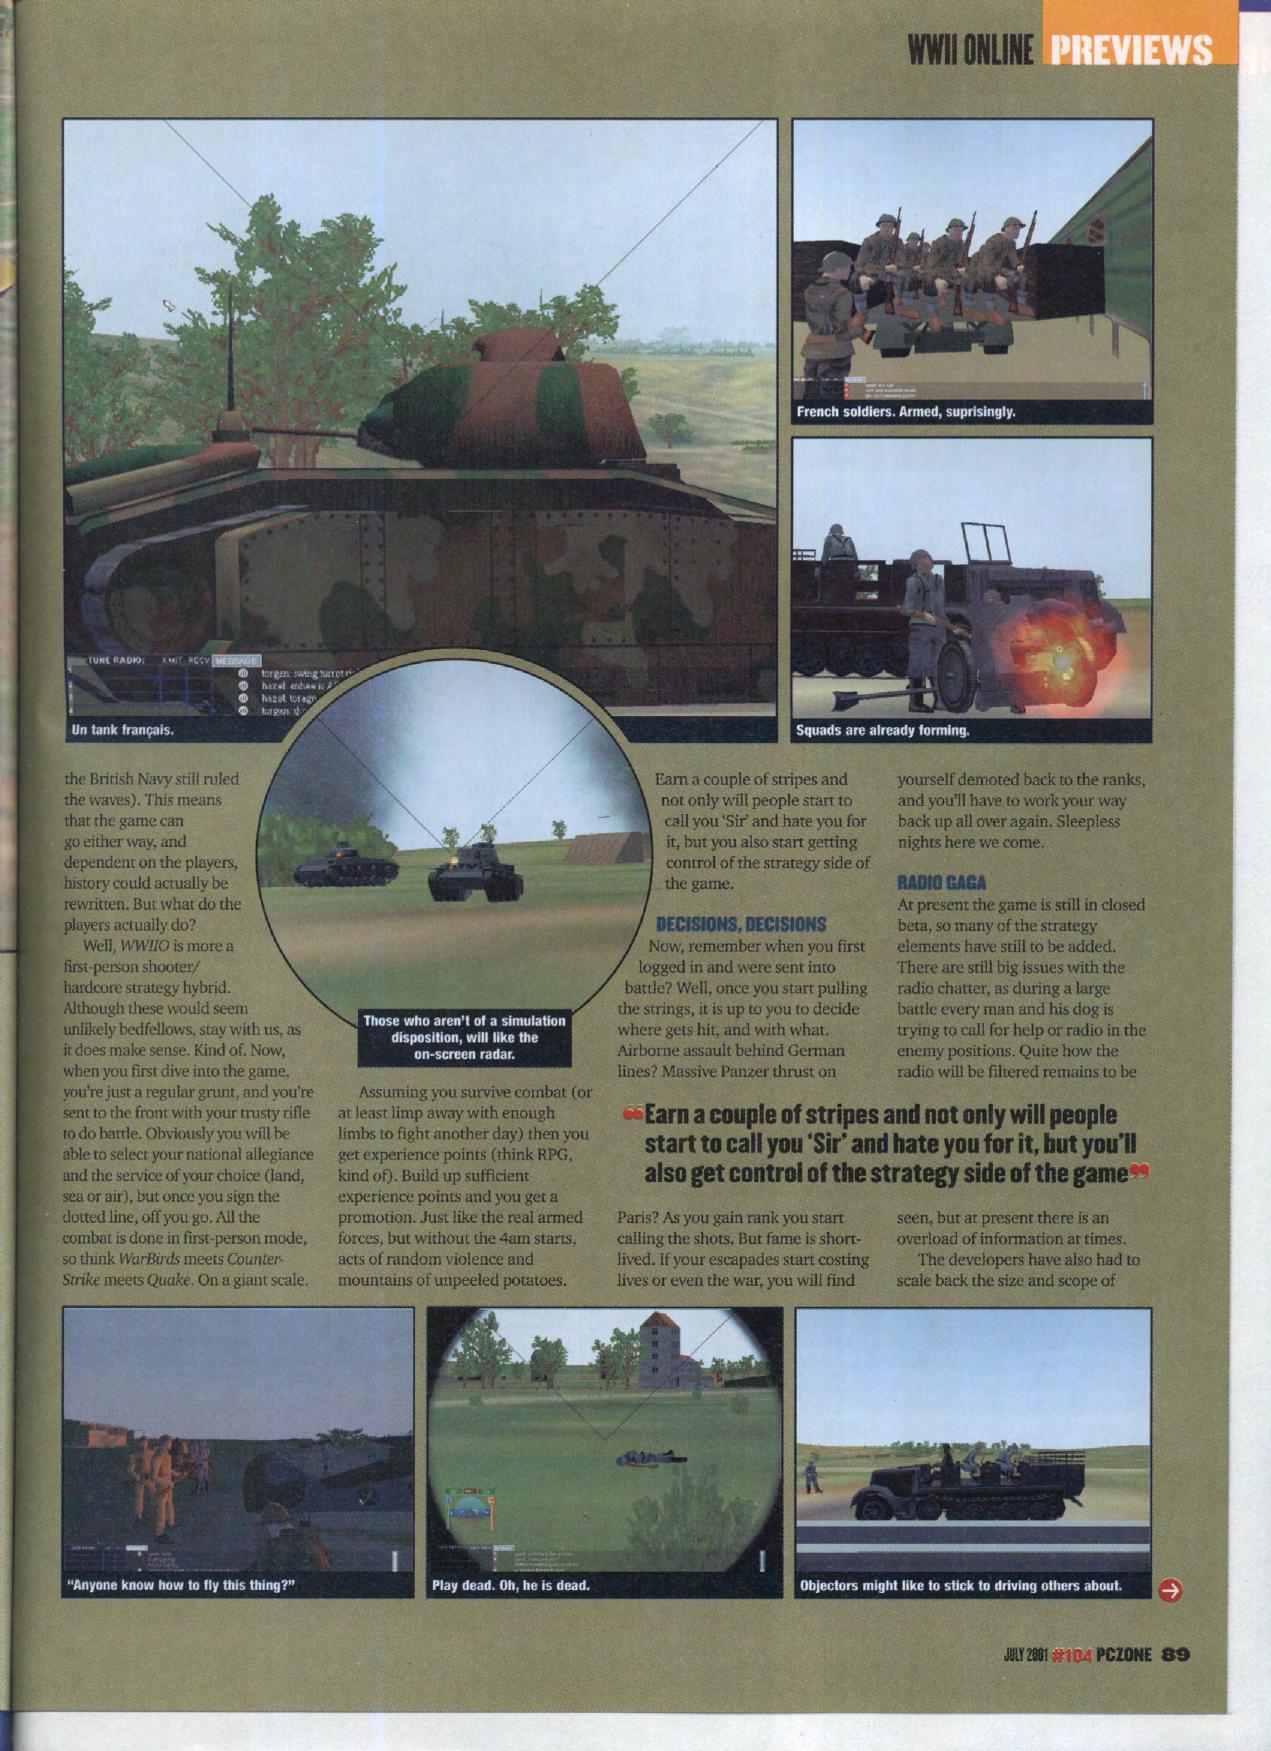 WWII ONLINE PREVIEWS
TUNE RADIO: XMIT RECV MESSAGE
torgan: swing turret
hazel:
hazel:
torgan:
Un tank français.
French soldiers. Armed, suprisingly.
Squads are already forming.
the British Navy still ruled
the waves). This means
that the game can
go either way, and
dependent on the players,
history could actually be
rewritten. But what do the
players actually do?
Well, WWIIO is more a
first-person shooter/
hardcore strategy hybrid.
Although these would seem
unlikely bedfellows, stay with us, as
it does make sense. Kind of. Now,
when you first dive into the game,
you're just a regular grunt, and you're
sent to the front with your trusty rifle
to do battle. Obviously you will be
able to select your national allegiance
and the service of your choice (land,
sea or air), but once you sign the
dotted line, off you go. All the
combat is done in first-person mode,
so think WarBirds meets Counter-
Strike meets Quake. On a giant scale.
Those who aren't of a simulation
disposition, will like the
on-screen radar.
Assuming you survive combat (or
at least limp away with enough
limbs to fight another day) then you
get experience points (think RPG,
kind of). Build up sufficient
experience points and you get a
promotion. Just like the real armed
forces, but without the 4am starts,
acts of random violence and
mountains of unpeeled potatoes.
Earn a couple of stripes and
not only will people start to
call you 'Sir' and hate you for
it, but you also start getting
control of the strategy side of
the game.
DECISIONS, DECISIONS
Now, remember when you first
logged in and were sent into
battle? Well, once you start pulling
the strings, it is up to you to decide
where gets hit, and with what.
Airborne assault behind German
lines? Massive Panzer thrust on
Paris? As you gain rank you start
calling the shots. But fame is short-
lived. If your escapades start costing
lives or even the war, you will find
yourself demoted back to the ranks,
and you'll have to work your way
back up all over again. Sleepless
nights here we come.
RADIO GAGA
At present the game is still in closed
beta, so many of the strategy
elements have still to be added.
There are still big issues with the
radio chatter, as during a large
battle every man and his dog is
trying to call for help or radio in the
enemy positions. Quite how the
radio will be filtered remains to be
seen, but at present there is an
overload of information at times.
The developers have also had to
scale back the size and scope of
“Earn a couple of stripes and not only will people
start to call you 'Sir' and hate you for it, but you'll
also get control of the strategy side of the game”
"Anyone know how to fly this thing?"
Play dead. Oh, he is dead.
Objectors might like to stick to driving others about.
JULY 2001 #104 PCZONE 89